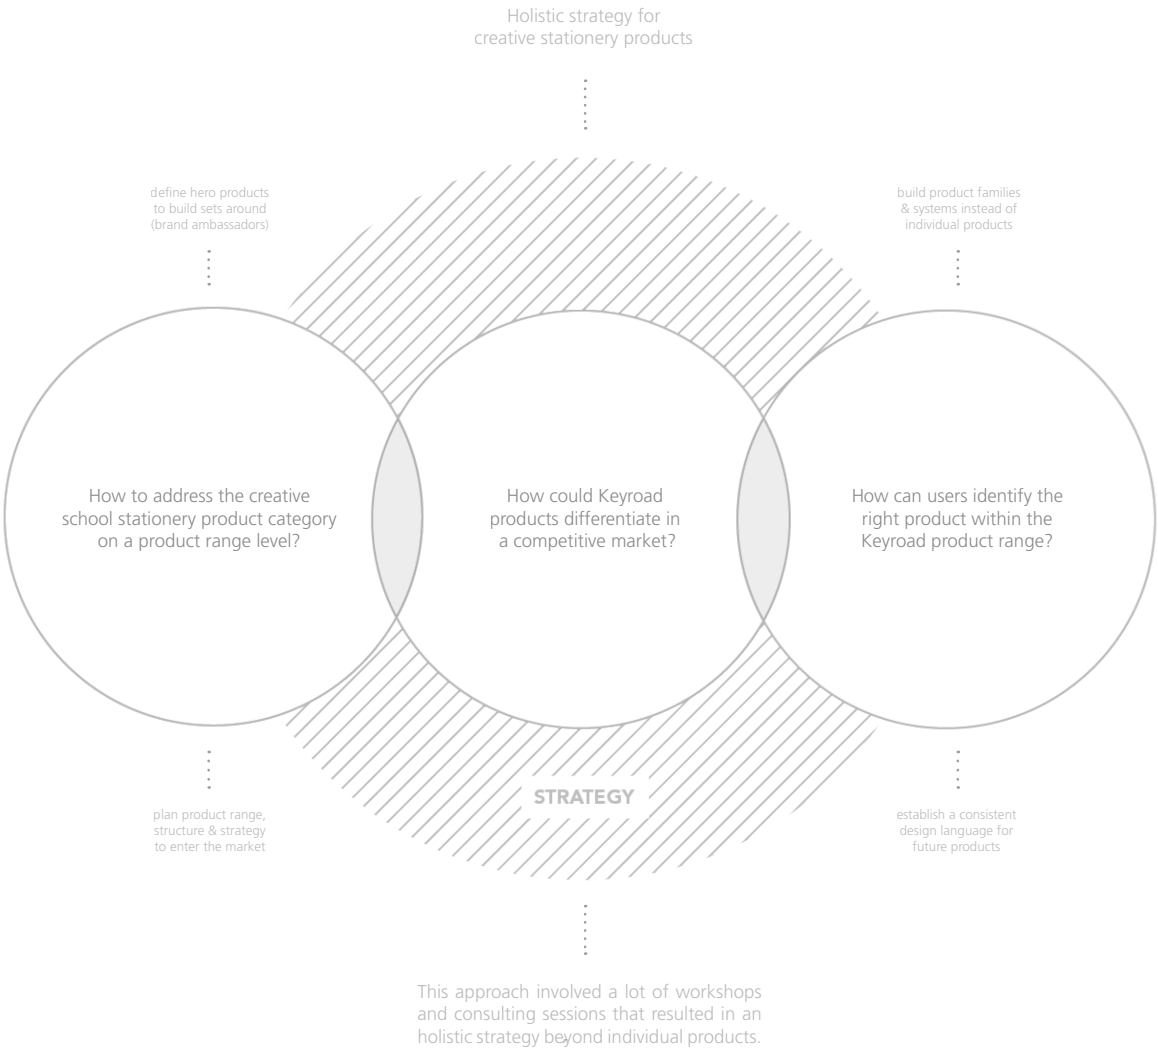 Holistic strategy for
creative stationery products
define hero products
to build sets around
(brand ambassadors)
build product families
& systems instead of
individual products
How to address the creative
school stationery product category
on a product range level?
How could Keyroad
products differentiate in
a competitive market?
How can users identify the
right product within the
Keyroad product range?
STRATEGY
plan product range,
structure & strategy
to enter the market
establish a consistent
design language for
future products
This approach involved a lot of workshops
and consulting sessions that resulted in an
holistic strategy beyond individual products.